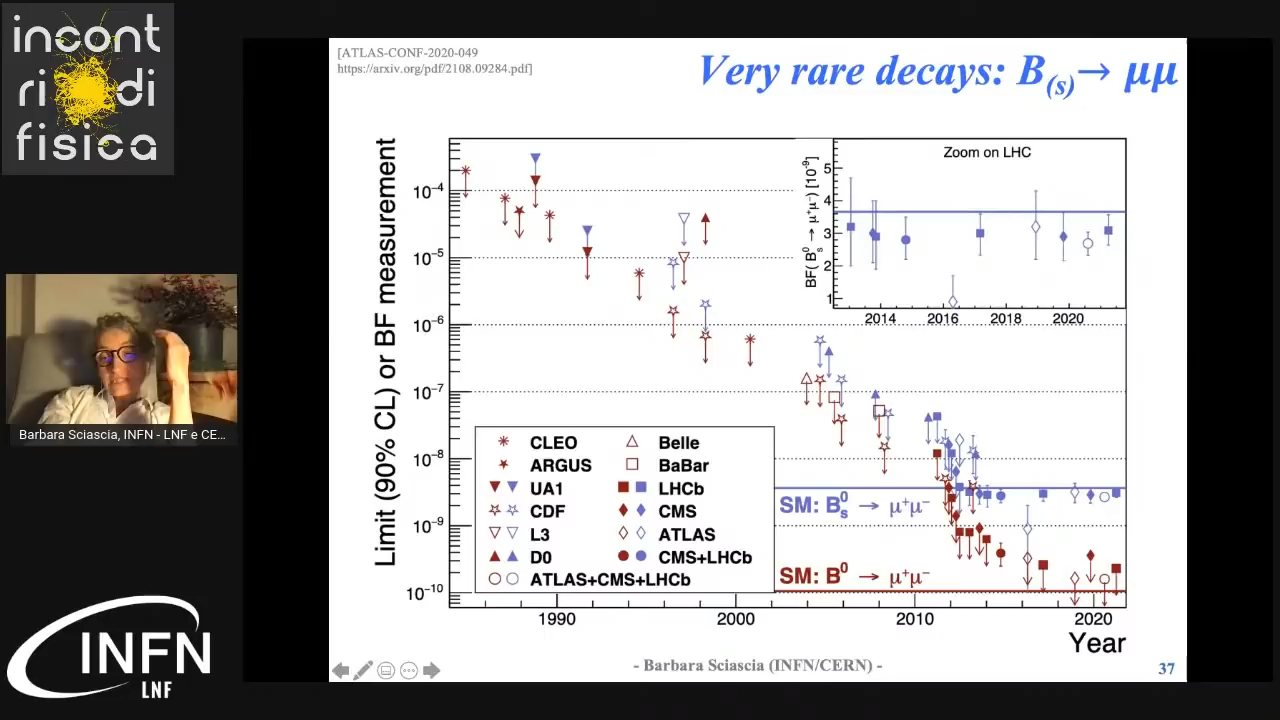 incont
ri di
fisica
[ATLAS-CONF-2020-049
https://arxiv.org/pdf/2108.09284.pdf]
Very rare decays: B(s)→ μμ
Limit (90% CL) or BF measurement
10⁻⁴
10⁻⁵
10⁻⁶
10⁻⁷
10⁻⁸
10⁻⁹
10⁻¹⁰
Zoom on LHC
BF( B⁰s → μ⁺μ⁻) [10⁻⁹]
5
4
3
2
1
2014 2016 2018 2020
CLEO
Belle
ARGUS
BaBar
UA1
LHCb
CDF
CMS
L3
ATLAS
D0
CMS+LHCb
ATLAS+CMS+LHCb
SM: B⁰s → μ⁺μ⁻
SM: B⁰ → μ⁺μ⁻
1990 2000 2010 2020
Year
- Barbara Sciascia (INFN/CERN) -
37
Barbara Sciascia, INFN - LNF e CE...
INFN
LNF